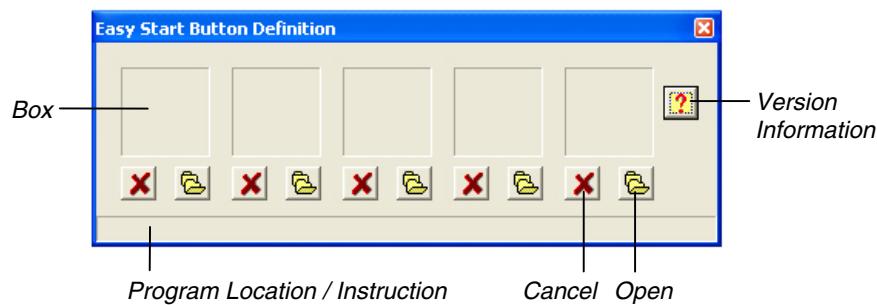 Easy Start Button Definition
Box
?
Version
Information
Program Location / Instruction
Cancel Open